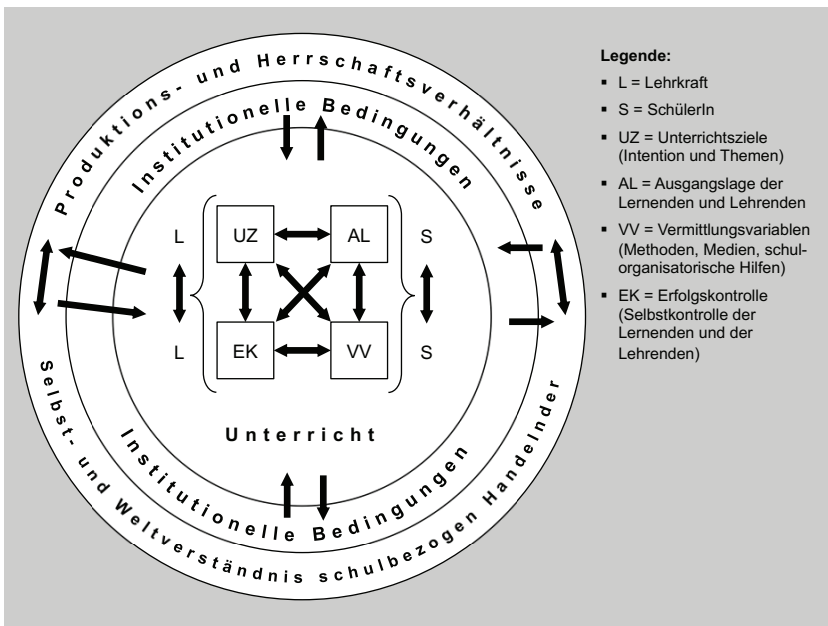 Produktions- und Herrschaftsverhältnisse
Institutionelle Bedingungen
L
UZ
AL
S
L
EK
VV
S
Unterricht
Institutionelle Bedingungen
Selbst- und Weltverständnis schulbezogen Handelnder
Legende:
▪ L = Lehrkraft
▪ S = SchülerIn
▪ UZ = Unterrichtsziele
(Intention und Themen)
▪ AL = Ausgangslage der
Lernenden und Lehrenden
▪ VV = Vermittlungsvariablen
(Methoden, Medien, schul-
organisatorische Hilfen)
▪ EK = Erfolgskontrolle
(Selbstkontrolle der
Lernenden und der
Lehrenden)